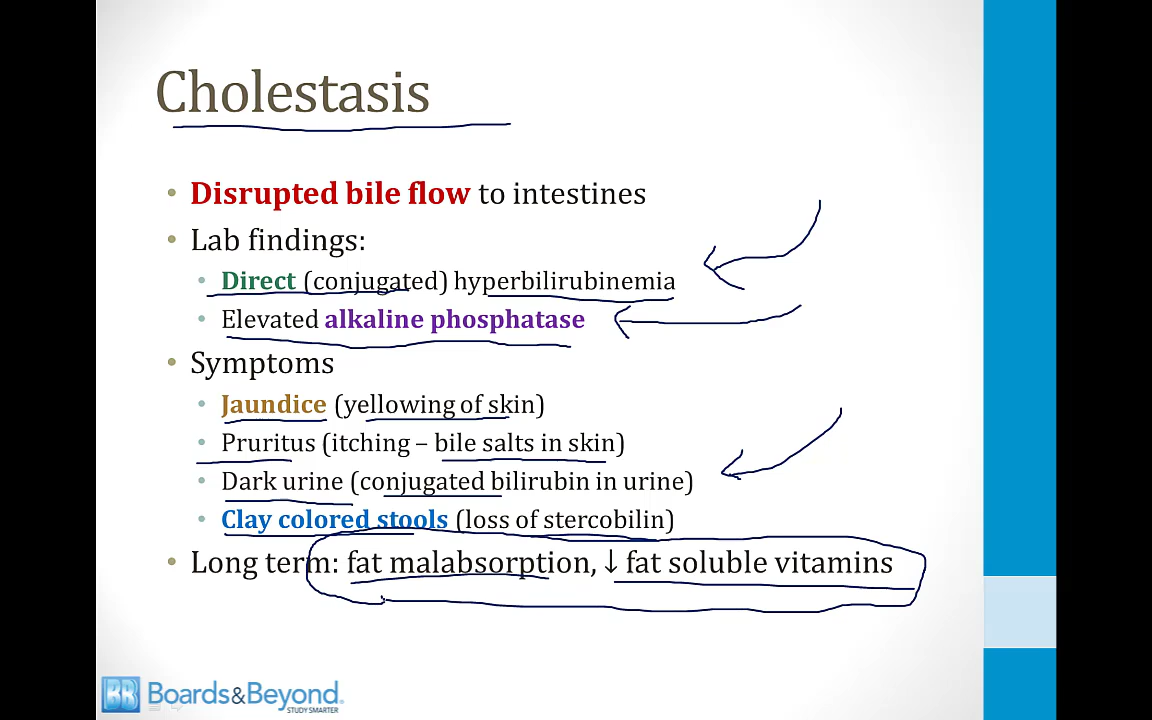 Cholestasis
• Disrupted bile flow to intestines
• Lab findings:
• Direct (conjugated) hyperbilirubinemia
• Elevated alkaline phosphatase
• Symptoms
• Jaundice (yellowing of skin)
• Pruritus (itching – bile salts in skin)
• Dark urine (conjugated bilirubin in urine)
• Clay colored stools (loss of stercobilin)
• Long term: fat malabsorption, ↓ fat soluble vitamins
BB Boards&Beyond.
STUDY SMARTER